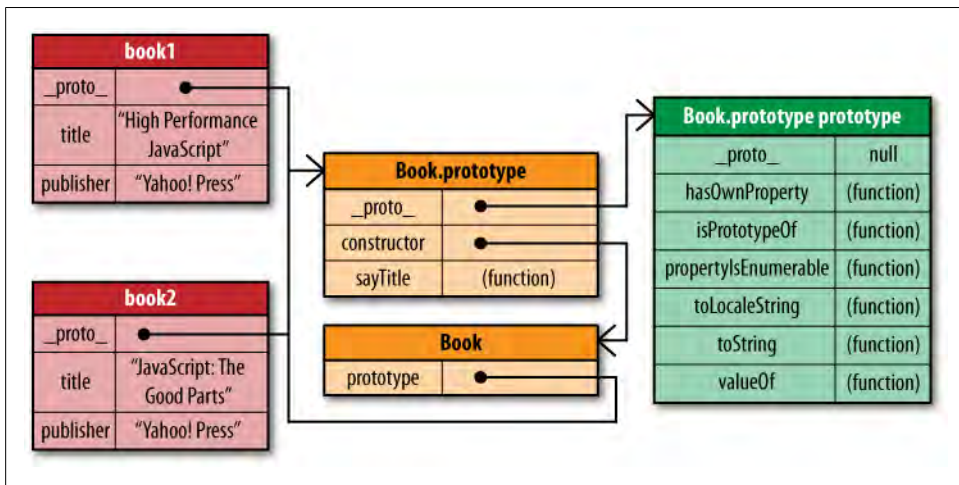 book1
_proto_
title "High Performance
JavaScript"
publisher "Yahoo! Press"
book2
_proto_
title "JavaScript: The
Good Parts"
publisher "Yahoo! Press"
Book.prototype
_proto_
constructor
sayTitle (function)
Book
prototype
Book.prototype prototype
_proto_ null
hasOwnProperty (function)
isPrototypeOf (function)
propertyIsEnumerable (function)
toLocaleString (function)
toString (function)
valueOf (function)